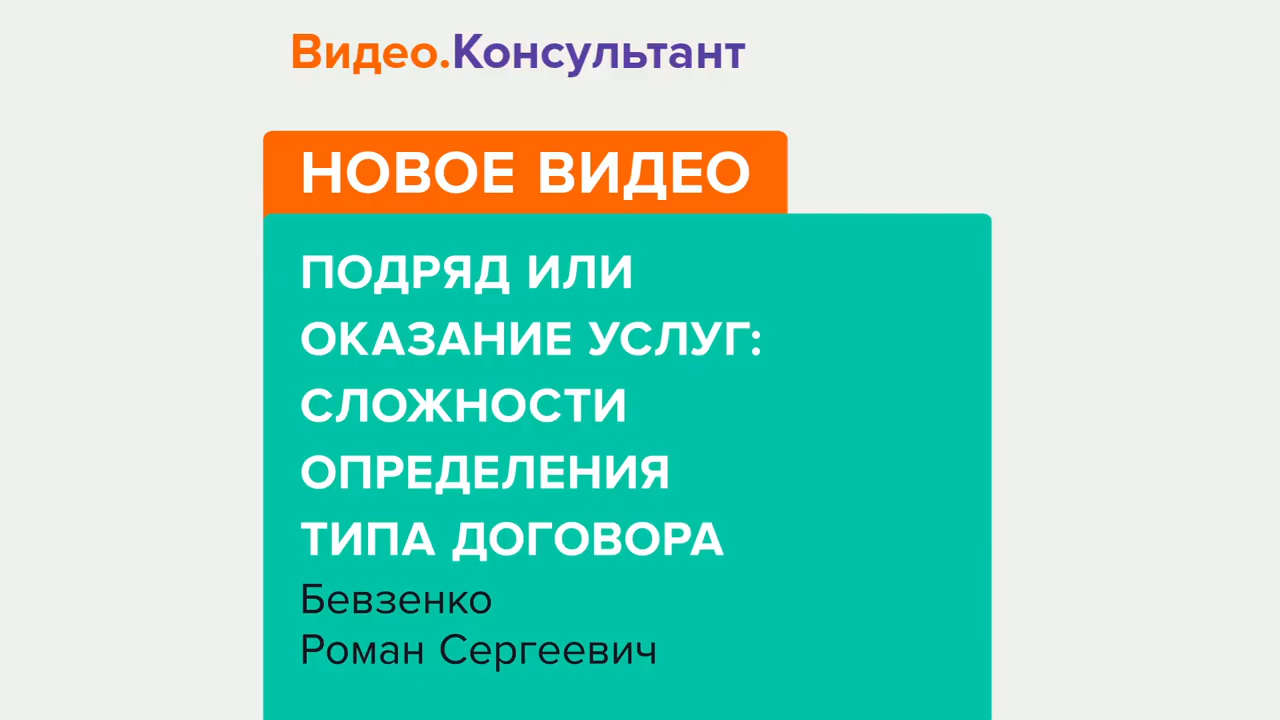 Видео.Консультант
НОВОЕ ВИДЕО
ПОДРЯД ИЛИ
ОКАЗАНИЕ УСЛУГ:
СЛОЖНОСТИ
ОПРЕДЕЛЕНИЯ
ТИПА ДОГОВОРА
Бевзенко
Роман Сергеевич